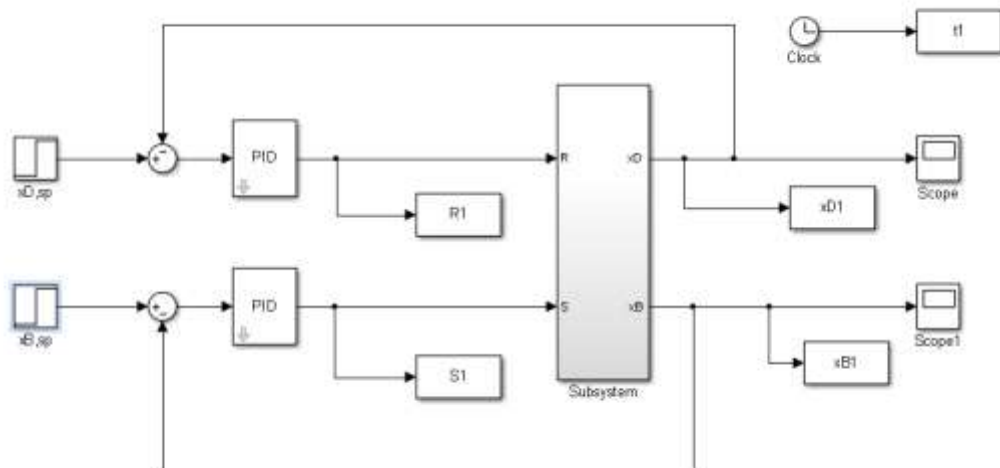 t1
Clock
PID
R
xD
xD,sp
Scope
R1
xD1
PID
S
xB
xB,sp
Scope1
S1
xB1
Subsystem